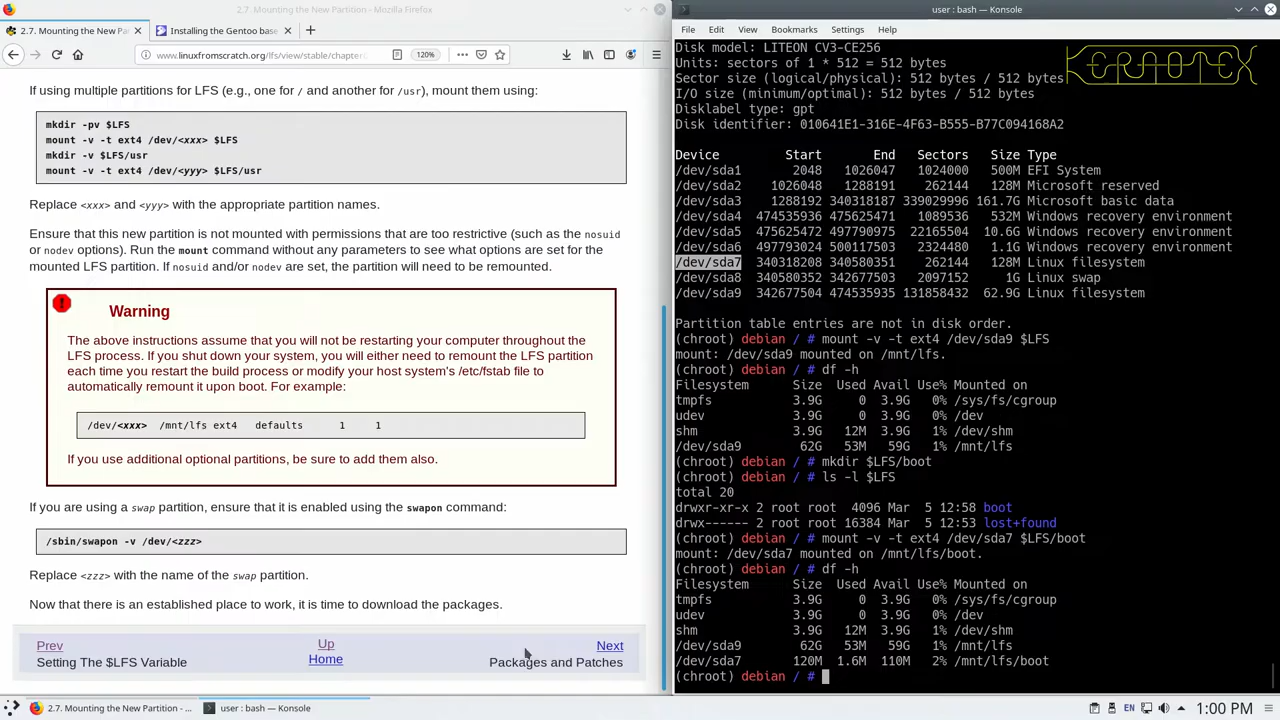 2.7. Mounting the New Partition - Mozilla Firefox
2.7. Mounting the New Par
Installing the Gentoo base
www.linuxfromscratch.org/lfs/view/stable/chapter
120%
If using multiple partitions for LFS (e.g., one for / and another for /usr), mount them using:
mkdir -pv $LFS
mount -v -t ext4 /dev/<xxx> $LFS
mkdir -v $LFS/usr
mount -v -t ext4 /dev/<yyy> $LFS/usr
Replace <xxx> and <yyy> with the appropriate partition names.
Ensure that this new partition is not mounted with permissions that are too restrictive (such as the nosuid
or nodev options). Run the mount command without any parameters to see what options are set for the
mounted LFS partition. If nosuid and/or nodev are set, the partition will need to be remounted.
Warning
The above instructions assume that you will not be restarting your computer throughout the
LFS process. If you shut down your system, you will either need to remount the LFS partition
each time you restart the build process or modify your host system's /etc/fstab file to
automatically remount it upon boot. For example:
/dev/<xxx> /mnt/lfs ext4 defaults 1 1
If you use additional optional partitions, be sure to add them also.
If you are using a swap partition, ensure that it is enabled using the swapon command:
/sbin/swapon -v /dev/<zzz>
Replace <zzz> with the name of the swap partition.
Now that there is an established place to work, it is time to download the packages.
Prev
Up
Next
Setting The $LFS Variable
Home
Packages and Patches
user : bash — Konsole
File Edit View Bookmarks Settings Help
KERNOTEX
Disk model: LITEON CV3-CE256
Units: sectors of 1 * 512 = 512 bytes
Sector size (logical/physical): 512 bytes / 512 bytes
I/O size (minimum/optimal): 512 bytes / 512 bytes
Disklabel type: gpt
Disk identifier: 010641E1-316E-4F63-B555-B77C094168A2
Device Start End Sectors Size Type
/dev/sda1 2048 1026047 1024000 500M EFI System
/dev/sda2 1026048 1288191 262144 128M Microsoft reserved
/dev/sda3 1288192 340318187 339029996 161.7G Microsoft basic data
/dev/sda4 474535936 475625471 1089536 532M Windows recovery environment
/dev/sda5 475625472 497790975 22165504 10.6G Windows recovery environment
/dev/sda6 497793024 500117503 2324480 1.1G Windows recovery environment
/dev/sda7 340318208 340580351 262144 128M Linux filesystem
/dev/sda8 340580352 342677503 2097152 1G Linux swap
/dev/sda9 342677504 474535935 131858432 62.9G Linux filesystem
Partition table entries are not in disk order.
(chroot) debian / # mount -v -t ext4 /dev/sda9 $LFS
mount: /dev/sda9 mounted on /mnt/lfs.
(chroot) debian / # df -h
Filesystem Size Used Avail Use% Mounted on
tmpfs 3.9G 0 3.9G 0% /sys/fs/cgroup
udev 3.9G 0 3.9G 0% /dev
shm 3.9G 12M 3.9G 1% /dev/shm
/dev/sda9 62G 53M 59G 1% /mnt/lfs
(chroot) debian / # mkdir $LFS/boot
(chroot) debian / # ls -l $LFS
total 20
drwxr-xr-x 2 root root 4096 Mar 5 12:58 boot
drwx------ 2 root root 16384 Mar 5 12:53 lost+found
(chroot) debian / # mount -v -t ext4 /dev/sda7 $LFS/boot
mount: /dev/sda7 mounted on /mnt/lfs/boot.
(chroot) debian / # df -h
Filesystem Size Used Avail Use% Mounted on
tmpfs 3.9G 0 3.9G 0% /sys/fs/cgroup
udev 3.9G 0 3.9G 0% /dev
shm 3.9G 12M 3.9G 1% /dev/shm
/dev/sda9 62G 53M 59G 1% /mnt/lfs
/dev/sda7 120M 1.6M 110M 2% /mnt/lfs/boot
(chroot) debian / #
2.7. Mounting the New Partition - ...
user : bash — Konsole
EN
1:00 PM